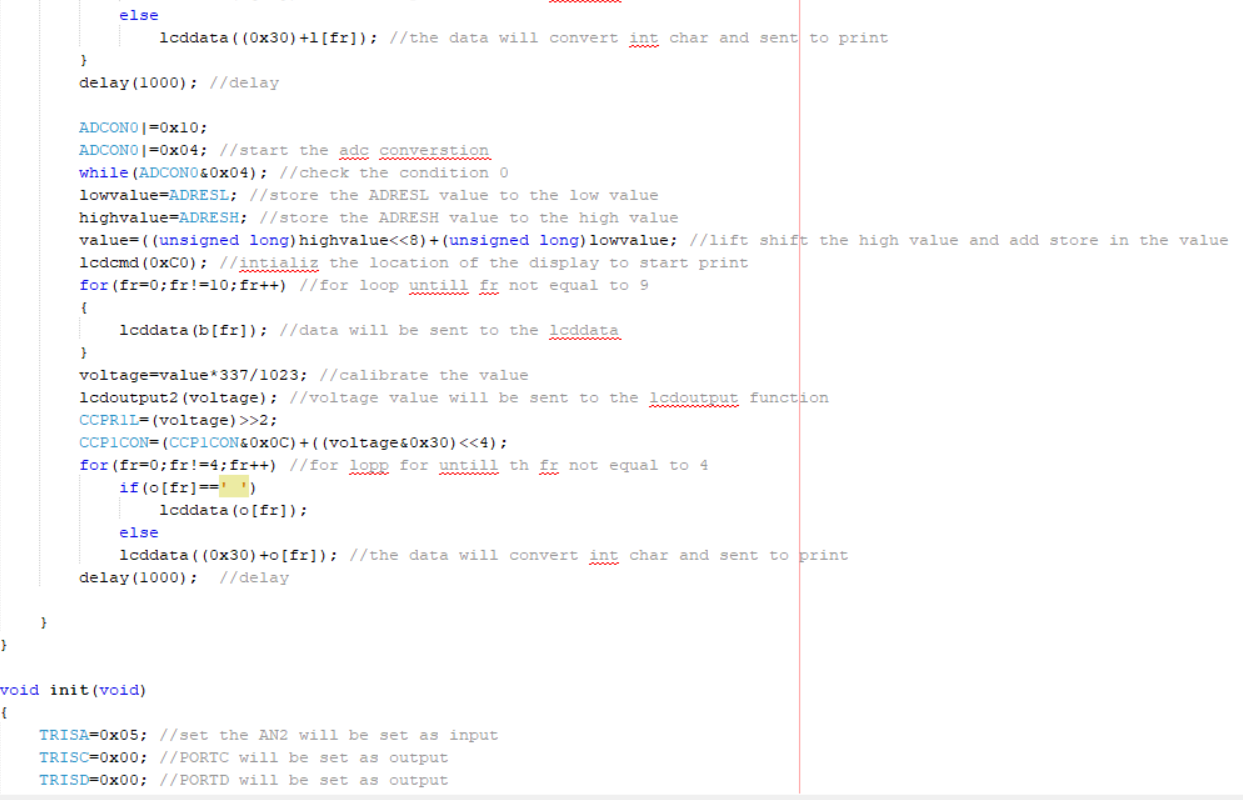 else
lcddata((0x30)+l[fr]); //the data will convert int char and sent to print
}
delay(1000); //delay
ADCON0|=0x10;
ADCON0|=0x04; //start the adc converstion
while(ADCON0&0x04); //check the condition 0
lowvalue=ADRESL; //store the ADRESL value to the low value
highvalue=ADRESH; //store the ADRESH value to the high value
value=((unsigned long)highvalue<<8)+(unsigned long)lowvalue; //lift shift the high value and add store in the value
lcdcmd(0xC0); //intializ the location of the display to start print
for(fr=0;fr!=10;fr++) //for loop untill fr not equal to 9
{
lcddata(b[fr]); //data will be sent to the lcddata
}
voltage=value*337/1023; //calibrate the value
lcdoutput2(voltage); //voltage value will be sent to the lcdoutput function
CCPR1L=(voltage)>>2;
CCP1CON=(CCP1CON&0x0C)+((voltage&0x30)<<4);
for(fr=0;fr!=4;fr++) //for lopp for untill th fr not equal to 4
if(o[fr]==' ')
lcddata(o[fr]);
else
lcddata((0x30)+o[fr]); //the data will convert int char and sent to print
delay(1000); //delay
}
}
void init(void)
{
TRISA=0x05; //set the AN2 will be set as input
TRISC=0x00; //PORTC will be set as output
TRISD=0x00; //PORTD will be set as output